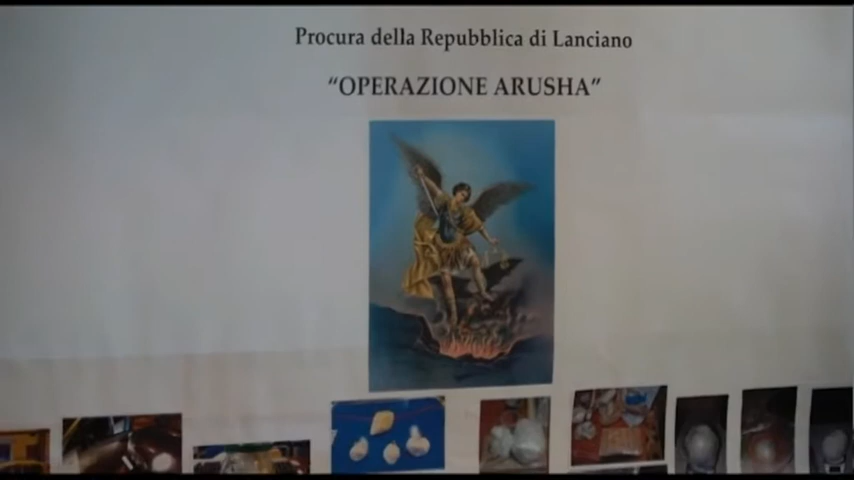 Procura della Repubblica di Lanciano
“OPERAZIONE ARUSHA”